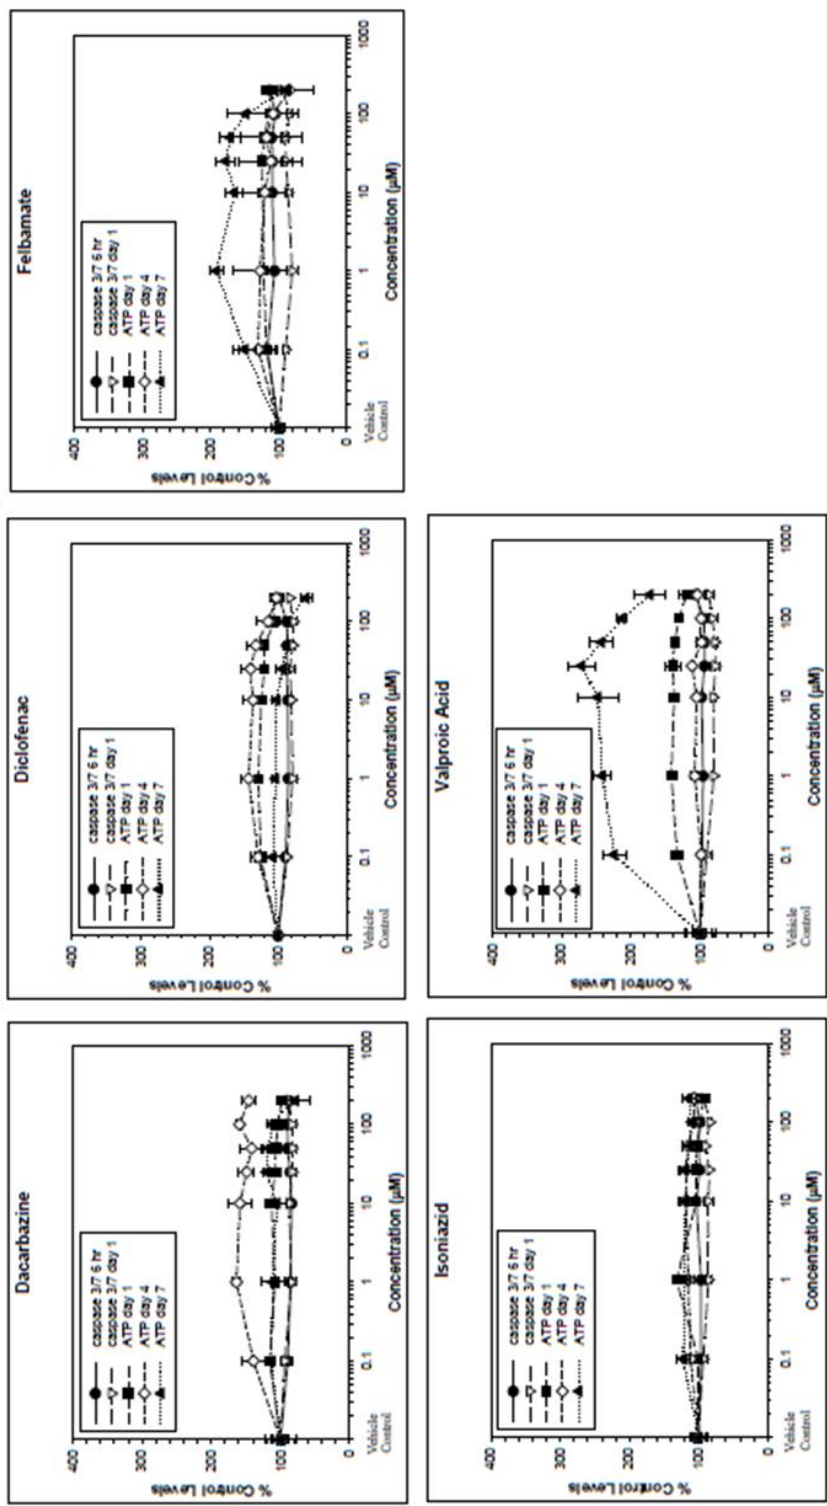 Dacarbazine
% Control Levels
400
300
200
100
0
caspase 3/7 6 hr
caspase 3/7 day 1
ATP day 1
ATP day 4
ATP day 7
Vehicle
Control
0.1 1 10 100 1000
Concentration (µM)
Diclofenac
% Control Levels
400
300
200
100
0
caspase 3/7 6 hr
caspase 3/7 day 1
ATP day 1
ATP day 4
ATP day 7
Vehicle
Control
0.1 1 10 100 1000
Concentration (µM)
Felbamate
% Control Levels
400
300
200
100
0
caspase 3/7 6 hr
caspase 3/7 day 1
ATP day 1
ATP day 4
ATP day 7
Vehicle
Control
0.1 1 10 100 1000
Concentration (µM)
Isoniazid
% Control Levels
400
300
200
100
0
caspase 3/7 6 hr
caspase 3/7 day 1
ATP day 1
ATP day 4
ATP day 7
Vehicle
Control
0.1 1 10 100 1000
Concentration (µM)
Valproic Acid
% Control Levels
400
300
200
100
0
caspase 3/7 6 hr
caspase 3/7 day 1
ATP day 1
ATP day 4
ATP day 7
Vehicle
Control
0.1 1 10 100 1000
Concentration (µM)